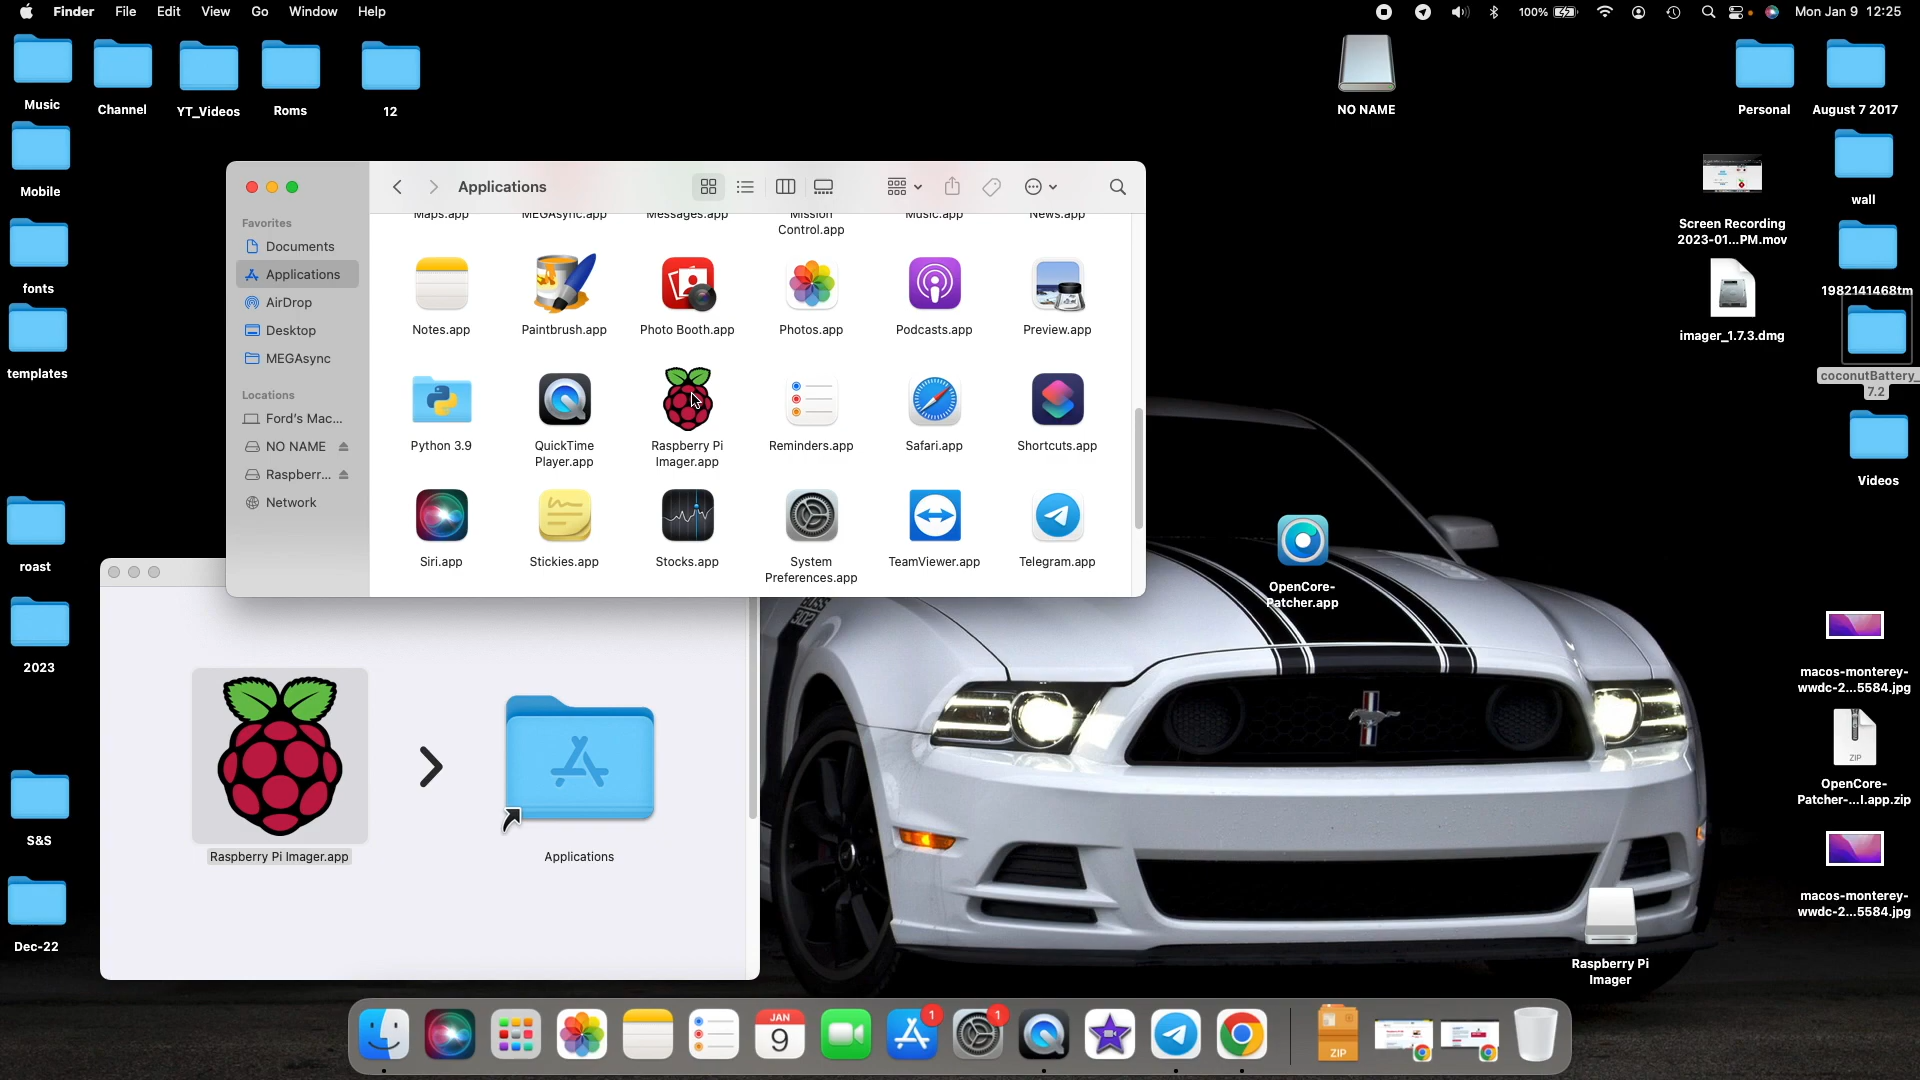 Finder File Edit View Go Window Help
100% Mon Jan 9 12:25
Music
Channel
YT_Videos
Roms
12
NO NAME
Personal
August 7 2017
Mobile
wall
Screen Recording
2023-01...PM.mov
fonts
1982141468tm
imager_1.7.3.dmg
templates
coconutBattery_
7.2
Videos
roast
2023
S&S
Dec-22
Applications
Favorites
Documents
Applications
AirDrop
Desktop
MEGAsync
Locations
Ford's Mac...
NO NAME
Raspberr...
Network
Maps.app
MEGAsync.app
Messages.app
Mission
Control.app
Music.app
News.app
Notes.app
Paintbrush.app
Photo Booth.app
Photos.app
Podcasts.app
Preview.app
Python 3.9
QuickTime
Player.app
Raspberry Pi
Imager.app
Reminders.app
Safari.app
Shortcuts.app
Siri.app
Stickies.app
Stocks.app
System
Preferences.app
TeamViewer.app
Telegram.app
Raspberry Pi Imager.app
Applications
OpenCore-
Patcher.app
BOSS
302
macos-monterey-
wwdc-2...5584.jpg
ZIP
OpenCore-
Patcher-...I.app.zip
macos-monterey-
wwdc-2...5584.jpg
Raspberry Pi
Imager
JAN
9
1
1
ZIP